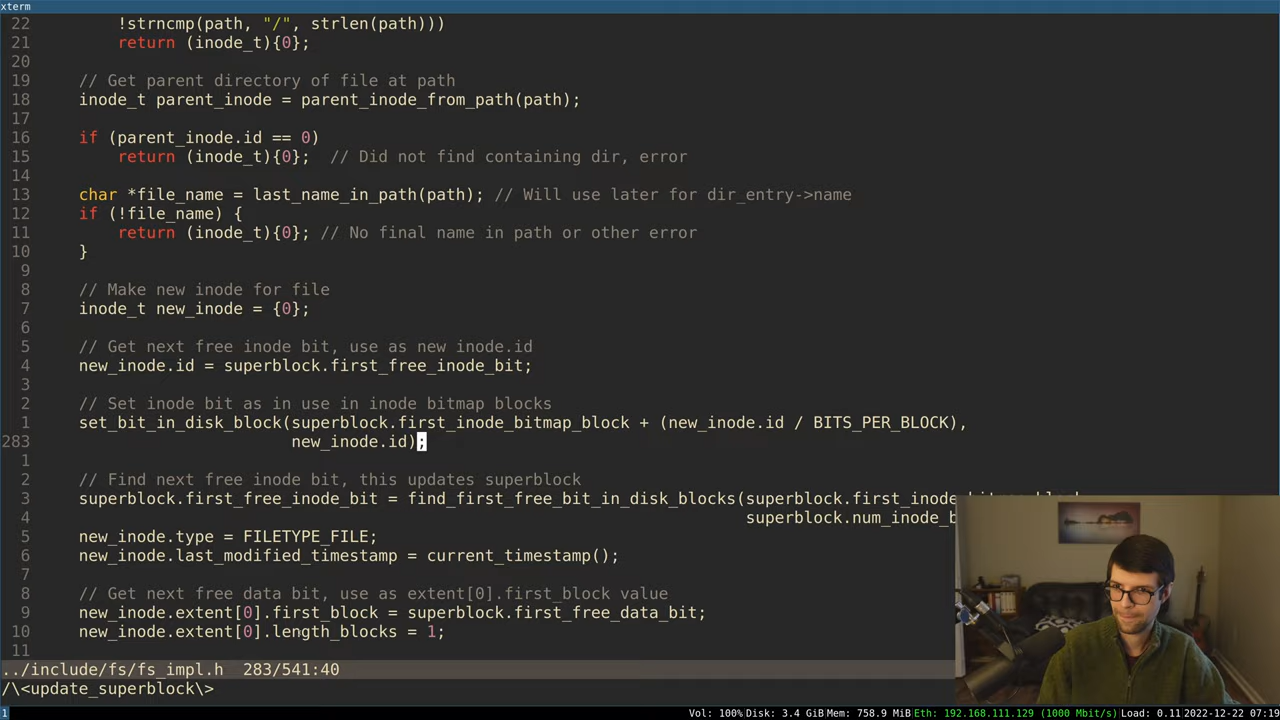 xterm
22 !strncmp(path, "/", strlen(path)))
21 return (inode_t){0};
20
19 // Get parent directory of file at path
18 inode_t parent_inode = parent_inode_from_path(path);
17
16 if (parent_inode.id == 0)
15 return (inode_t){0};  // Did not find containing dir, error
14
13 char *file_name = last_name_in_path(path); // Will use later for dir_entry->name
12 if (!file_name) {
11 return (inode_t){0}; // No final name in path or other error
10 }
9
8 // Make new inode for file
7 inode_t new_inode = {0};
6
5 // Get next free inode bit, use as new inode.id
4 new_inode.id = superblock.first_free_inode_bit;
3
2 // Set inode bit as in use in inode bitmap blocks
1 set_bit_in_disk_block(superblock.first_inode_bitmap_block + (new_inode.id / BITS_PER_BLOCK),
283 new_inode.id);
1
2 // Find next free inode bit, this updates superblock
3 superblock.first_free_inode_bit = find_first_free_bit_in_disk_blocks(superblock.first_inode
4 superblock.num_inode_b
5 new_inode.type = FILETYPE_FILE;
6 new_inode.last_modified_timestamp = current_timestamp();
7
8 // Get next free data bit, use as extent[0].first_block value
9 new_inode.extent[0].first_block = superblock.first_free_data_bit;
10 new_inode.extent[0].length_blocks = 1;
11
../include/fs/fs_impl.h  283/541:40
/\<update_superblock\>
1 Vol: 100% Disk: 3.4 GiB Mem: 758.9 MiB Eth: 192.168.111.129 (1000 Mbit/s) Load: 0.11 2022-12-22 07:19